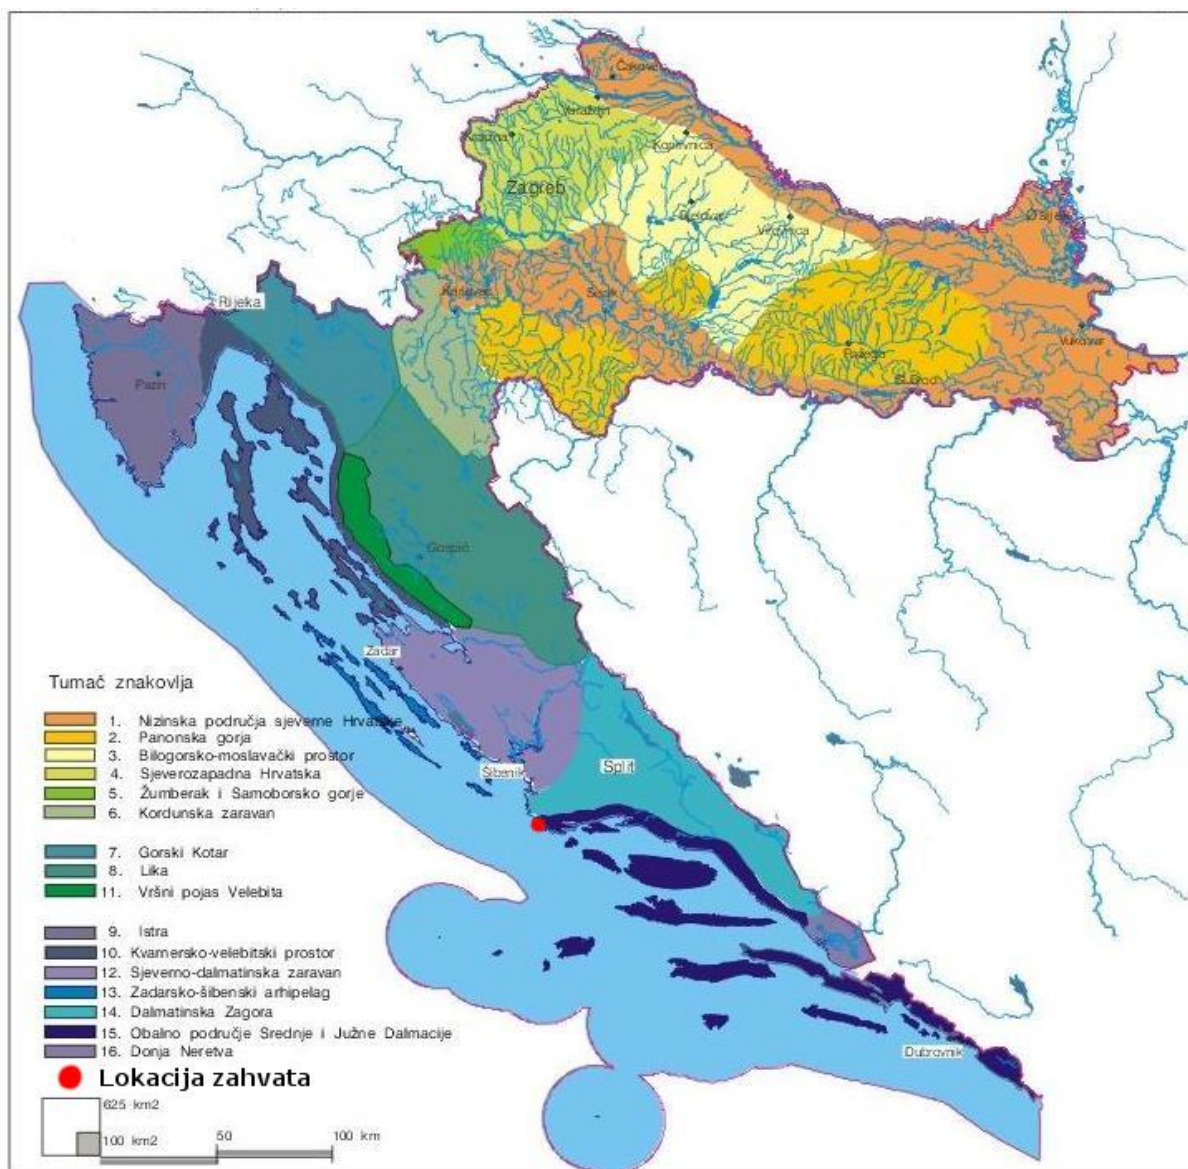 Čakovec
Varaždin
Krapina
Koprivnica
Zagreb
Bjelovar
Virovitica
Osijek
Rijeka
Karlovac
Sisak
Vukovar
Pazin
Požega
Sl.Brod
Gospić
Zadar
Tumač znakovlja
1. Nizinska područja sjeverne Hrvatske
2. Panonska gorja
3. Bilogorsko-moslavački prostor
4. Sjeverozapadna Hrvatska
5. Žumberak i Samoborsko gorje
6. Kordunska zaravan
Šibenik
Split
7. Gorski Kotar
8. Lika
11. Vršni pojas Velebita
9. Istra
10. Kvarnersko-velebitski prostor
12. Sjeverno-dalmatinska zaravan
13. Zadarsko-šibenski arhipelag
14. Dalmatinska Zagora
15. Obalno područje Srednje i Južne Dalmacije
16. Donja Neretva
Dubrovnik
Lokacija zahvata
625 km2
100 km2
50
100 km